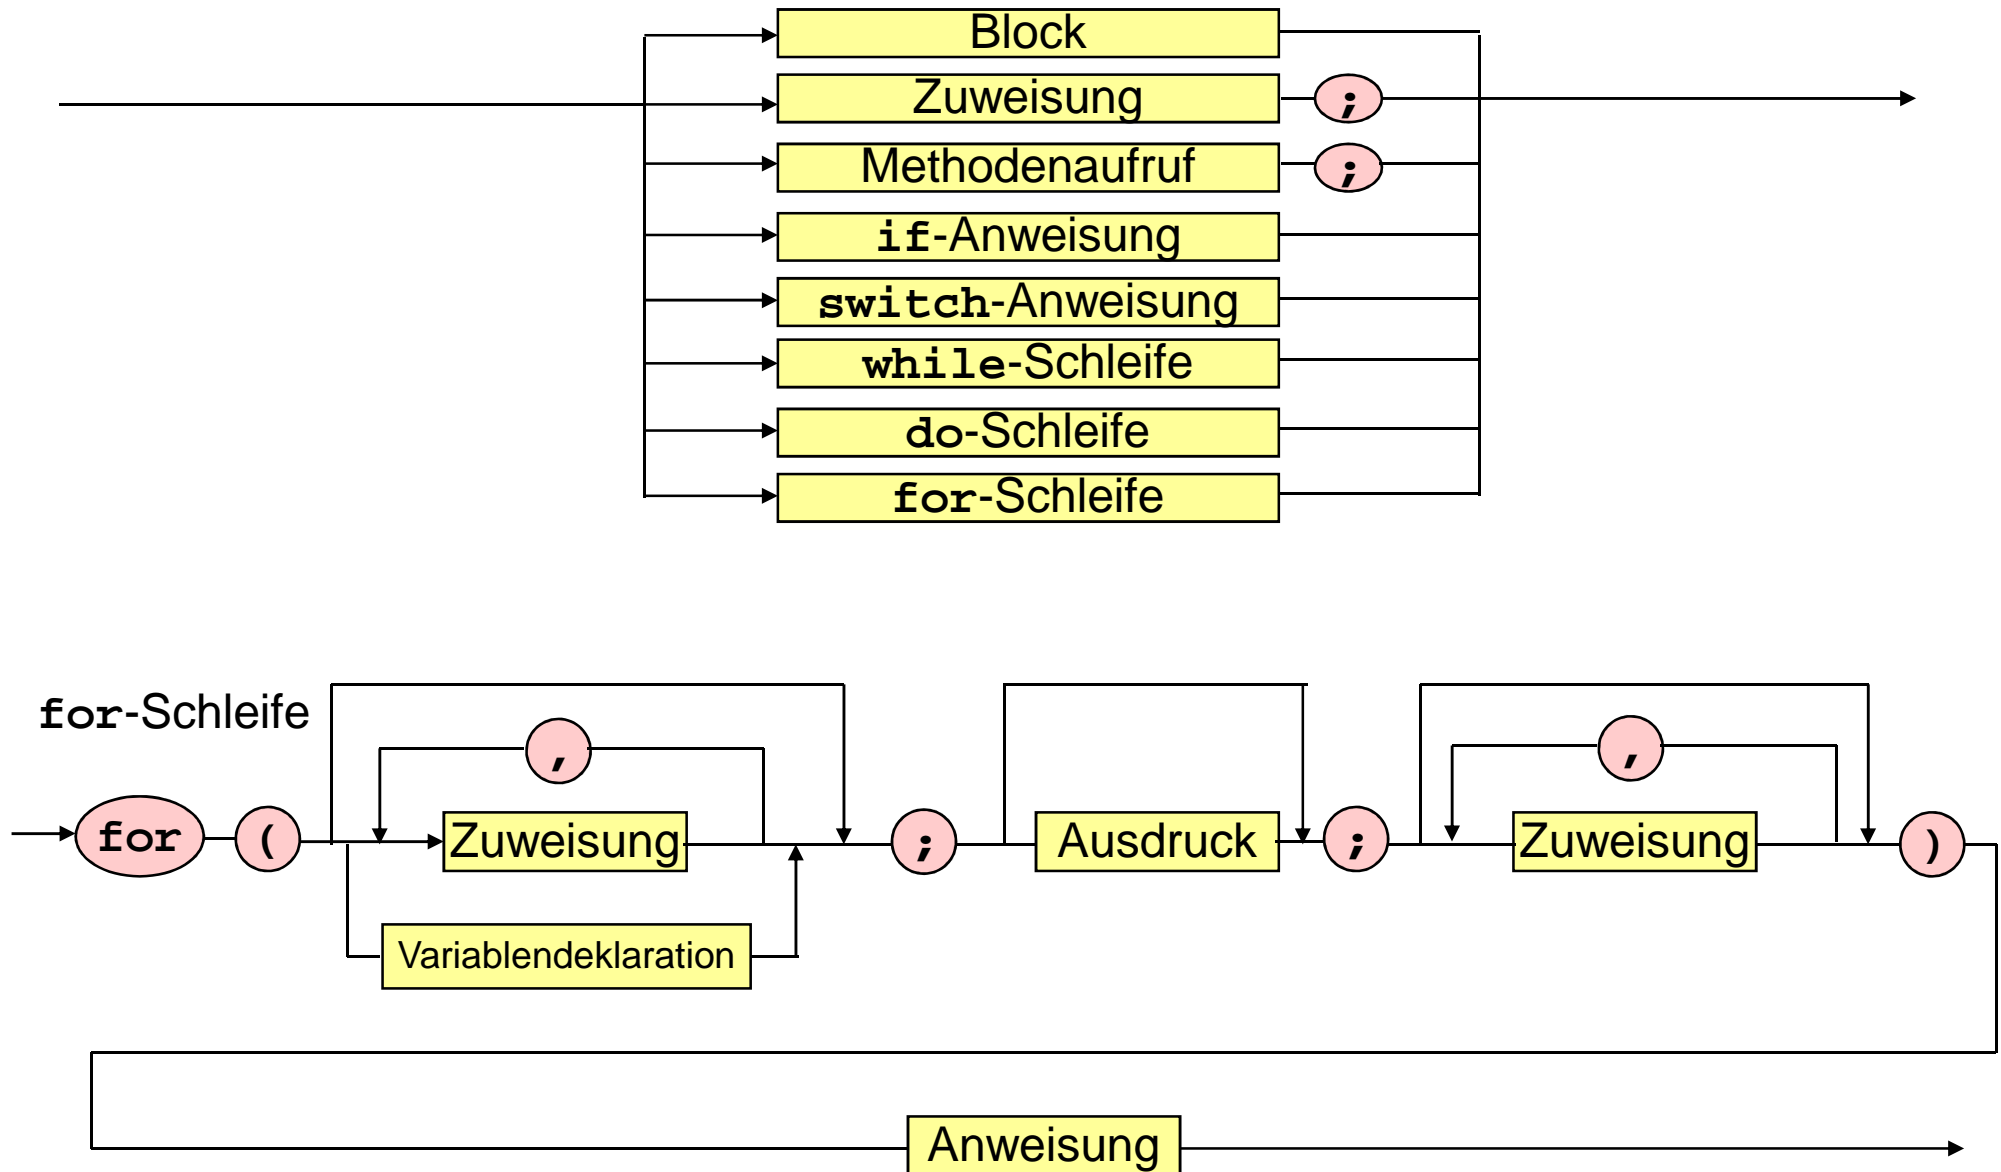 Block
Zuweisung ;
Methodenaufruf ;
if-Anweisung
switch-Anweisung
while-Schleife
do-Schleife
for-Schleife
for-Schleife
, ,
for ( Zuweisung ; Ausdruck ; Zuweisung )
Variablendeklaration
Anweisung